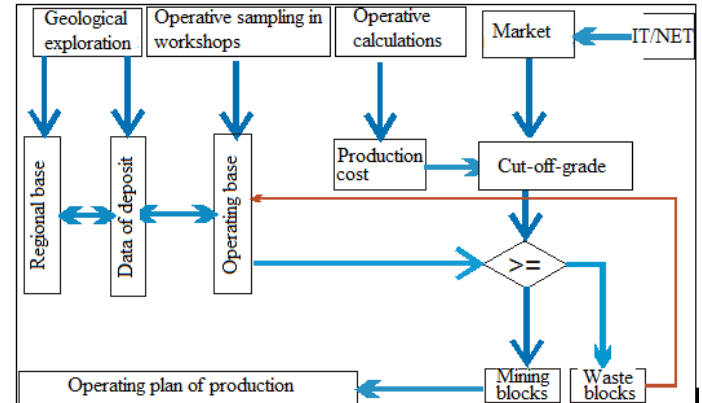 Geological
exploration
Operative sampling in
workshops
Operative
calculations
Market
IT/NET
Regional base
Data of deposit
Operating base
Production
cost
Cut-off-grade
>=
Operating plan of production
Mining
blocks
Waste
blocks